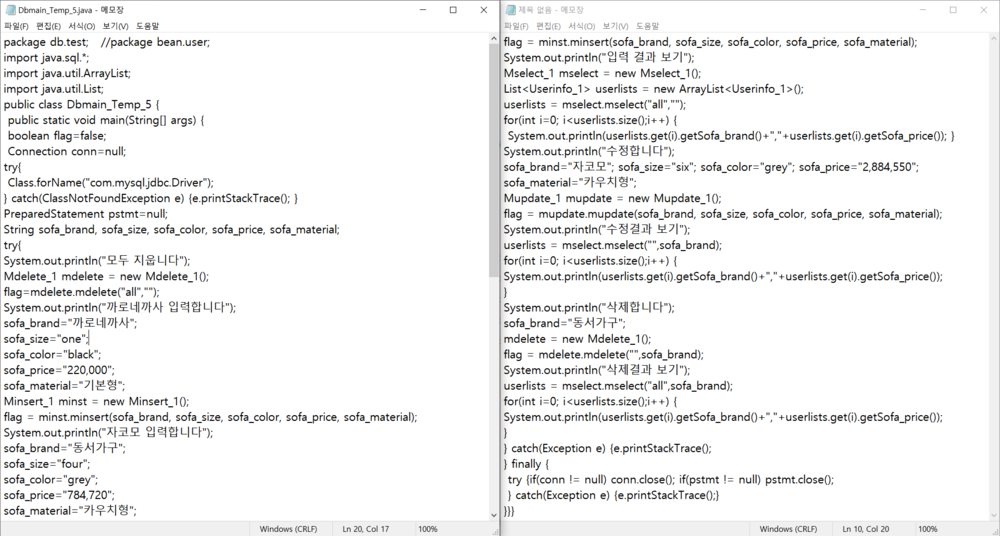 Dbmain_Temp_5.java - 메모장
파일(F) 편집(E) 서식(O) 보기(V) 도움말
package db.test;   //package bean.user;
import java.sql.*;
import java.util.ArrayList;
import java.util.List;
public class Dbmain_Temp_5 {
 public static void main(String[] args) {
 boolean flag=false;
 Connection conn=null;
try{
 Class.forName("com.mysql.jdbc.Driver");
} catch(ClassNotFoundException e) {e.printStackTrace(); }
PreparedStatement pstmt=null;
String sofa_brand, sofa_size, sofa_color, sofa_price, sofa_material;
try{
System.out.println("모두 지웁니다");
Mdelete_1 mdelete = new Mdelete_1();
flag=mdelete.mdelete("all","");
System.out.println("까로네까사 입력합니다");
sofa_brand="까로네까사";
sofa_size="one";
sofa_color="black";
sofa_price="220,000";
sofa_material="기본형";
Minsert_1 minst = new Minsert_1();
flag = minst.minsert(sofa_brand, sofa_size, sofa_color, sofa_price, sofa_material);
System.out.println("자코모 입력합니다");
sofa_brand="동서가구";
sofa_size="four";
sofa_color="grey";
sofa_price="784,720";
sofa_material="카우치형";
Windows (CRLF) Ln 20, Col 17 100%
제목 없음 - 메모장
파일(F) 편집(E) 서식(O) 보기(V) 도움말
flag = minst.minsert(sofa_brand, sofa_size, sofa_color, sofa_price, sofa_material);
System.out.println("입력 결과 보기");
Mselect_1 mselect = new Mselect_1();
List<Userinfo_1> userlists = new ArrayList<Userinfo_1>();
userlists = mselect.mselect("all","");
for(int i=0; i<userlists.size();i++) {
 System.out.println(userlists.get(i).getSofa_brand()+","+userlists.get(i).getSofa_price()); }
System.out.println("수정합니다");
sofa_brand="자코모"; sofa_size="six"; sofa_color="grey"; sofa_price="2,884,550";
sofa_material="카우치형";
Mupdate_1 mupdate = new Mupdate_1();
flag = mupdate.mupdate(sofa_brand, sofa_size, sofa_color, sofa_price, sofa_material);
System.out.println("수정결과 보기");
userlists = mselect.mselect("",sofa_brand);
for(int i=0; i<userlists.size();i++) {
System.out.println(userlists.get(i).getSofa_brand()+","+userlists.get(i).getSofa_price());
}
System.out.println("삭제합니다");
sofa_brand="동서가구";
mdelete = new Mdelete_1();
flag = mdelete.mdelete("",sofa_brand);
System.out.println("삭제결과 보기");
userlists = mselect.mselect("all",sofa_brand);
for(int i=0; i<userlists.size();i++) {
System.out.println(userlists.get(i).getSofa_brand()+","+userlists.get(i).getSofa_price());
}
} catch(Exception e) {e.printStackTrace();
} finally {
 try {if(conn != null) conn.close(); if(pstmt != null) pstmt.close();
 } catch(Exception e) {e.printStackTrace();}
}}}
Windows (CRLF) Ln 10, Col 20 100%